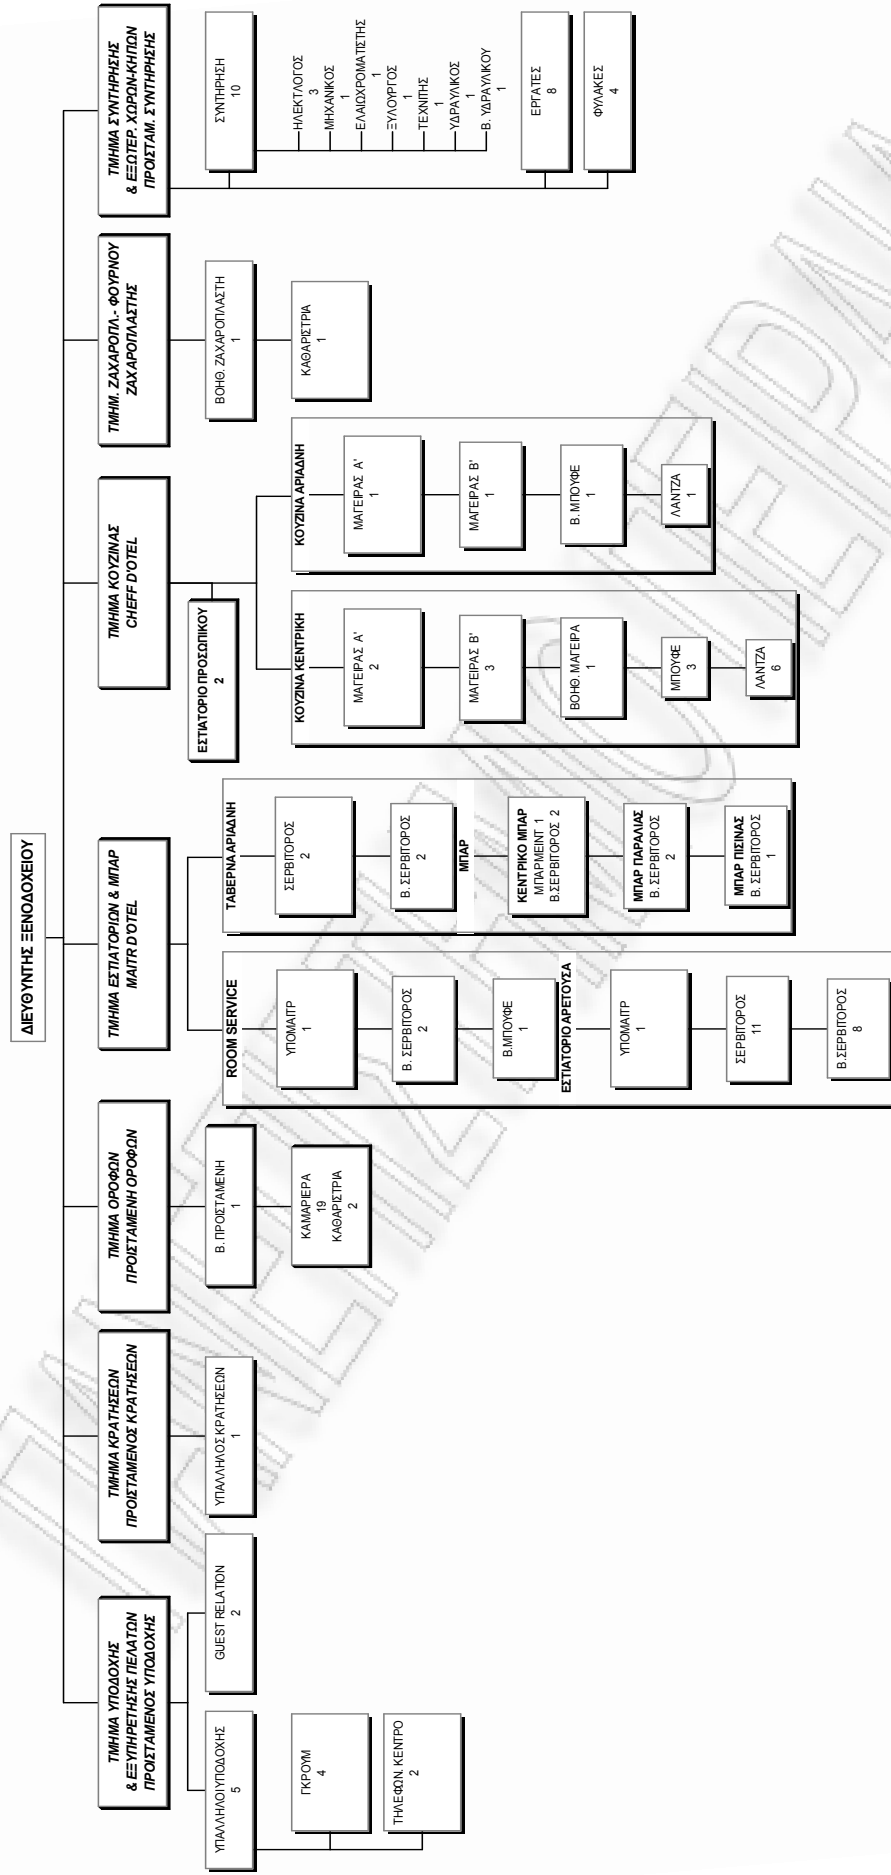 ΔΙΕΥΘΥΝΤΗΣ ΞΕΝΟΔΟΧΕΙΟΥ
ΤΜΗΜΑ ΥΠΟΔΟΧΗΣ
& ΕΞΥΠΗΡΕΤΗΣΗΣ ΠΕΛΑΤΩΝ
ΠΡΟΙΣΤΑΜΕΝΟΣ ΥΠΟΔΟΧΗΣ
ΥΠΑΛΛΗΛΟΙ ΥΠΟΔΟΧΗΣ
5
ΓΚΡΟΥΜ
4
ΤΗΛΕΦΩΝ. ΚΕΝΤΡΟ
2
GUEST RELATION
2
ΤΜΗΜΑ ΚΡΑΤΗΣΕΩΝ
ΠΡΟΙΣΤΑΜΕΝΟΣ ΚΡΑΤΗΣΕΩΝ
ΥΠΑΛΛΗΛΟΣ ΚΡΑΤΗΣΕΩΝ
1
ΤΜΗΜΑ ΟΡΟΦΩΝ
ΠΡΟΙΣΤΑΜΕΝΗ ΟΡΟΦΩΝ
Β. ΠΡΟΙΣΤΑΜΕΝΗ
1
ΚΑΜΑΡΙΕΡΑ
19
ΚΑΘΑΡΙΣΤΡΙΑ
2
ΤΜΗΜΑ ΕΣΤΙΑΤΟΡΙΩΝ & ΜΠΑΡ
MAITR D'OTEL
ROOM SERVICE
ΥΠΟΜΑΙΤΡ
1
Β. ΣΕΡΒΙΤΟΡΟΣ
2
Β.ΜΠΟΥΦΕ
1
ΕΣΤΙΑΤΟΡΙΟ ΑΡΕΤΟΥΣΑ
ΥΠΟΜΑΙΤΡ
1
ΣΕΡΒΙΤΟΡΟΣ
11
Β.ΣΕΡΒΙΤΟΡΟΣ
8
ΤΑΒΕΡΝΑ ΑΡΙΑΔΝΗ
ΣΕΡΒΙΤΟΡΟΣ
2
Β. ΣΕΡΒΙΤΟΡΟΣ
2
ΜΠΑΡ
ΚΕΝΤΡΙΚΟ ΜΠΑΡ
ΜΠΑΡΜΕΙΝΤ 1
Β.ΣΕΡΒΙΤΟΡΟΣ 2
ΜΠΑΡ ΠΑΡΑΛΙΑΣ
Β. ΣΕΡΒΙΤΟΡΟΣ
2
ΜΠΑΡ ΠΙΣΙΝΑΣ
Β. ΣΕΡΒΙΤΟΡΟΣ
1
ΤΜΗΜΑ ΚΟΥΖΙΝΑΣ
CHEFF D'OTEL
ΕΣΤΙΑΤΟΡΙΟ ΠΡΟΣΩΠΙΚΟΥ
2
ΚΟΥΖΙΝΑ ΚΕΝΤΡΙΚΗ
ΜΑΓΕΙΡΑΣ Α'
2
ΜΑΓΕΙΡΑΣ Β'
3
ΒΟΗΘ. ΜΑΓΕΙΡΑ
1
ΜΠΟΥΦΕ
3
ΛΑΝΤΖΑ
6
ΚΟΥΖΙΝΑ ΑΡΙΑΔΝΗ
ΜΑΓΕΙΡΑΣ Α'
1
ΜΑΓΕΙΡΑΣ Β'
1
Β. ΜΠΟΥΦΕ
1
ΛΑΝΤΖΑ
1
ΤΜΗΜ. ΖΑΧΑΡΟΠΛ.- ΦΟΥΡΝΟΥ
ΖΑΧΑΡΟΠΛΑΣΤΗΣ
ΒΟΗΘ. ΖΑΧΑΡΟΠΛΑΣΤΗ
1
ΚΑΘΑΡΙΣΤΡΙΑ
1
ΤΜΗΜΑ ΣΥΝΤΗΡΗΣΗΣ
& ΕΞΩΤΕΡ. ΧΩΡΩΝ-ΚΗΠΩΝ
ΠΡΟΙΣΤΑΜ. ΣΥΝΤΗΡΗΣΗΣ
ΣΥΝΤΗΡΗΣΗ
10
ΗΛΕΚΤΛΟΓΟΣ
3
ΜΗΧΑΝΙΚΟΣ
1
ΕΛΑΙΩΧΡΟΜΑΤΙΣΤΗΣ
1
ΞΥΛΟΥΡΓΟΣ
1
ΤΕΧΝΙΤΗΣ
1
ΥΔΡΑΥΛΙΚΟΣ
1
Β. ΥΔΡΑΥΛΙΚΟΥ
1
ΕΡΓΑΤΕΣ
8
ΦΥΛΑΚΕΣ
4